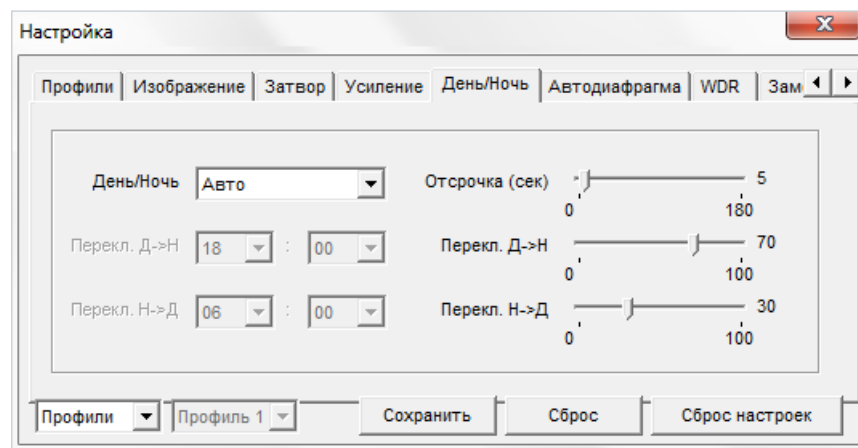 Настройка
Профили Изображение Затвор Усиление День/Ночь Автодиафрагма WDR Зам
День/Ночь Авто Отсрочка (сек) 5
0 180
Перекл. Д->Н 18 : 00 Перекл. Д->Н 70
0 100
Перекл. Н->Д 06 : 00 Перекл. Н->Д 30
0 100
Профили Профиль 1 Сохранить Сброс Сброс настроек